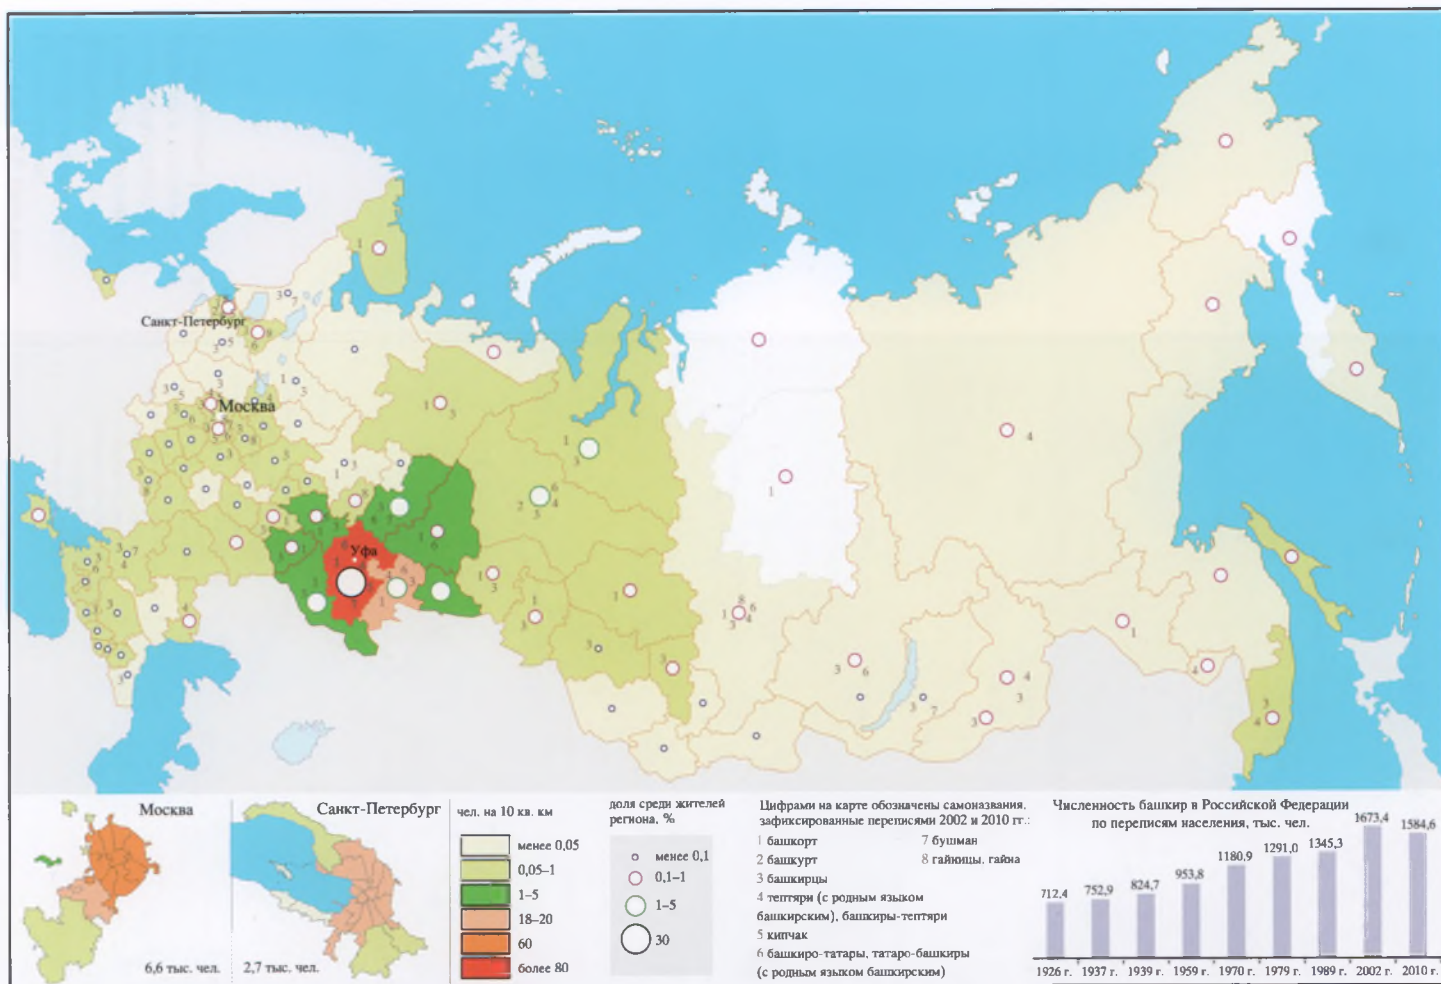 Санкт-Петербург
Москва
Уфа
Москва
6,6 тыс. чел.
Санкт-Петербург
2,7 тыс. чел.
чел. на 10 кв. км
менее 0,05
0,05–1
1–5
18–20
60
более 80
доля среди жителей
региона, %
менее 0,1
0,1–1
1–5
30
Цифрами на карте обозначены самоназвания,
зафиксированные переписями 2002 и 2010 гг.:
1 башкорт
2 башкурт
3 башкирцы
4 тептяри (с родным языком
башкирским), башкиры-тептяри
5 кипчак
6 башкиро-татары, татаро-башкиры
(с родным языком башкирским)
7 бушман
8 гайницы, гайна
Численность башкир в Российской Федерации
по переписям населения, тыс. чел.
712,4 752,9 824,7 953,8 1180,9 1291,0 1345,3 1673,4 1584,6
1926 г. 1937 г. 1939 г. 1959 г. 1970 г. 1979 г. 1989 г. 2002 г. 2010 г.